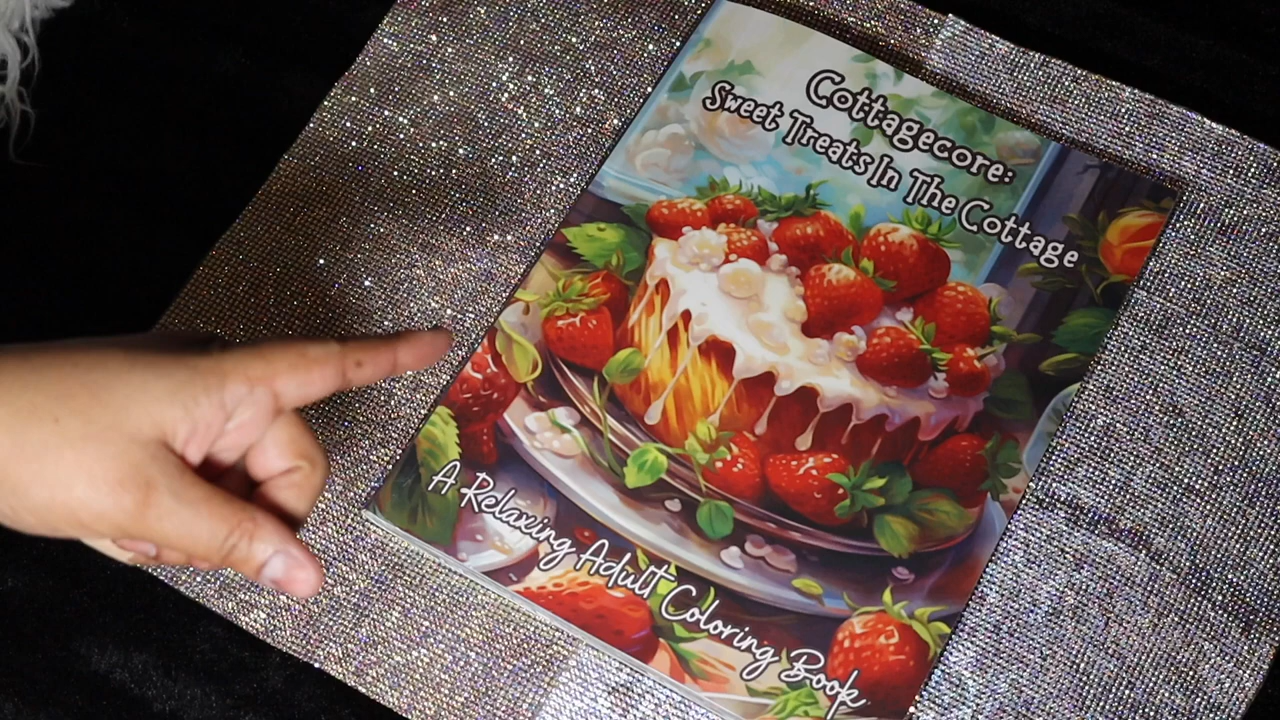 Cottagecore:
Sweet Treats In The Cottage
A Relaxing Adult Coloring Book